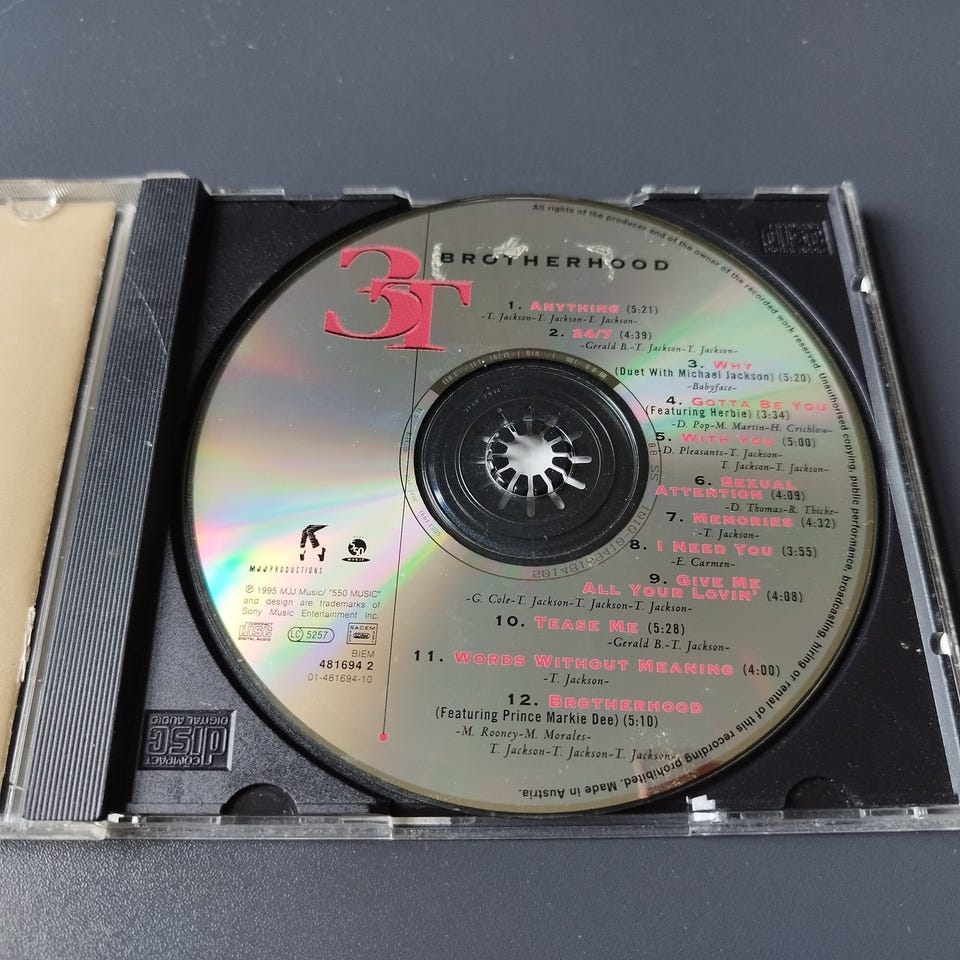 3T
BROTHERHOOD
1. ANYTHING (5:21)
-T. Jackson-T. Jackson-T. Jackson-
2. 24/7 (4:39)
-Gerald B.-T. Jackson-T. Jackson-
3. WHY
(Duet With Michael Jackson) (5:20)
-Babyface-
4. GOTTA BE YOU
(Featuring Herbie) (3:34)
-D. Pop-M. Martin-H. Crichlow-
5. WITH YOU (5:00)
-D. Pleasants-T. Jackson-
T. Jackson-T. Jackson-
6. SEXUAL
ATTENTION (4:09)
-D. Thomas-R. Thicke-
7. MEMORIES (4:32)
-T. Jackson-
8. I NEED YOU (3:55)
-E. Carmen-
9. GIVE ME
ALL YOUR LOVIN' (4:08)
-G. Cole-T. Jackson-T. Jackson-T. Jackson-
10. TEASE ME (5:28)
-Gerald B.-T. Jackson-
11. WORDS WITHOUT MEANING (4:00)
-T. Jackson-
12. BROTHERHOOD
(Featuring Prince Markie Dee) (5:10)
-M. Rooney-M. Morales-
T. Jackson-T. Jackson-T. Jackson-
MJJ PRODUCTIONS
℗ 1995 MJJ Music/ "550 MUSIC"
and design are trademarks of
Sony Music Entertainment Inc.
COMPACT
disc
DIGITAL AUDIO
LC 5257
SACEM
BIEM
481694 2
01-481694-10
All rights of the producer and of the owner of the recorded work reserved. Unauthorised copying, public performance, broadcasting, hiring or rental of this recording prohibited. Made in Austria.
COMPACT
disc
DIGITAL AUDIO